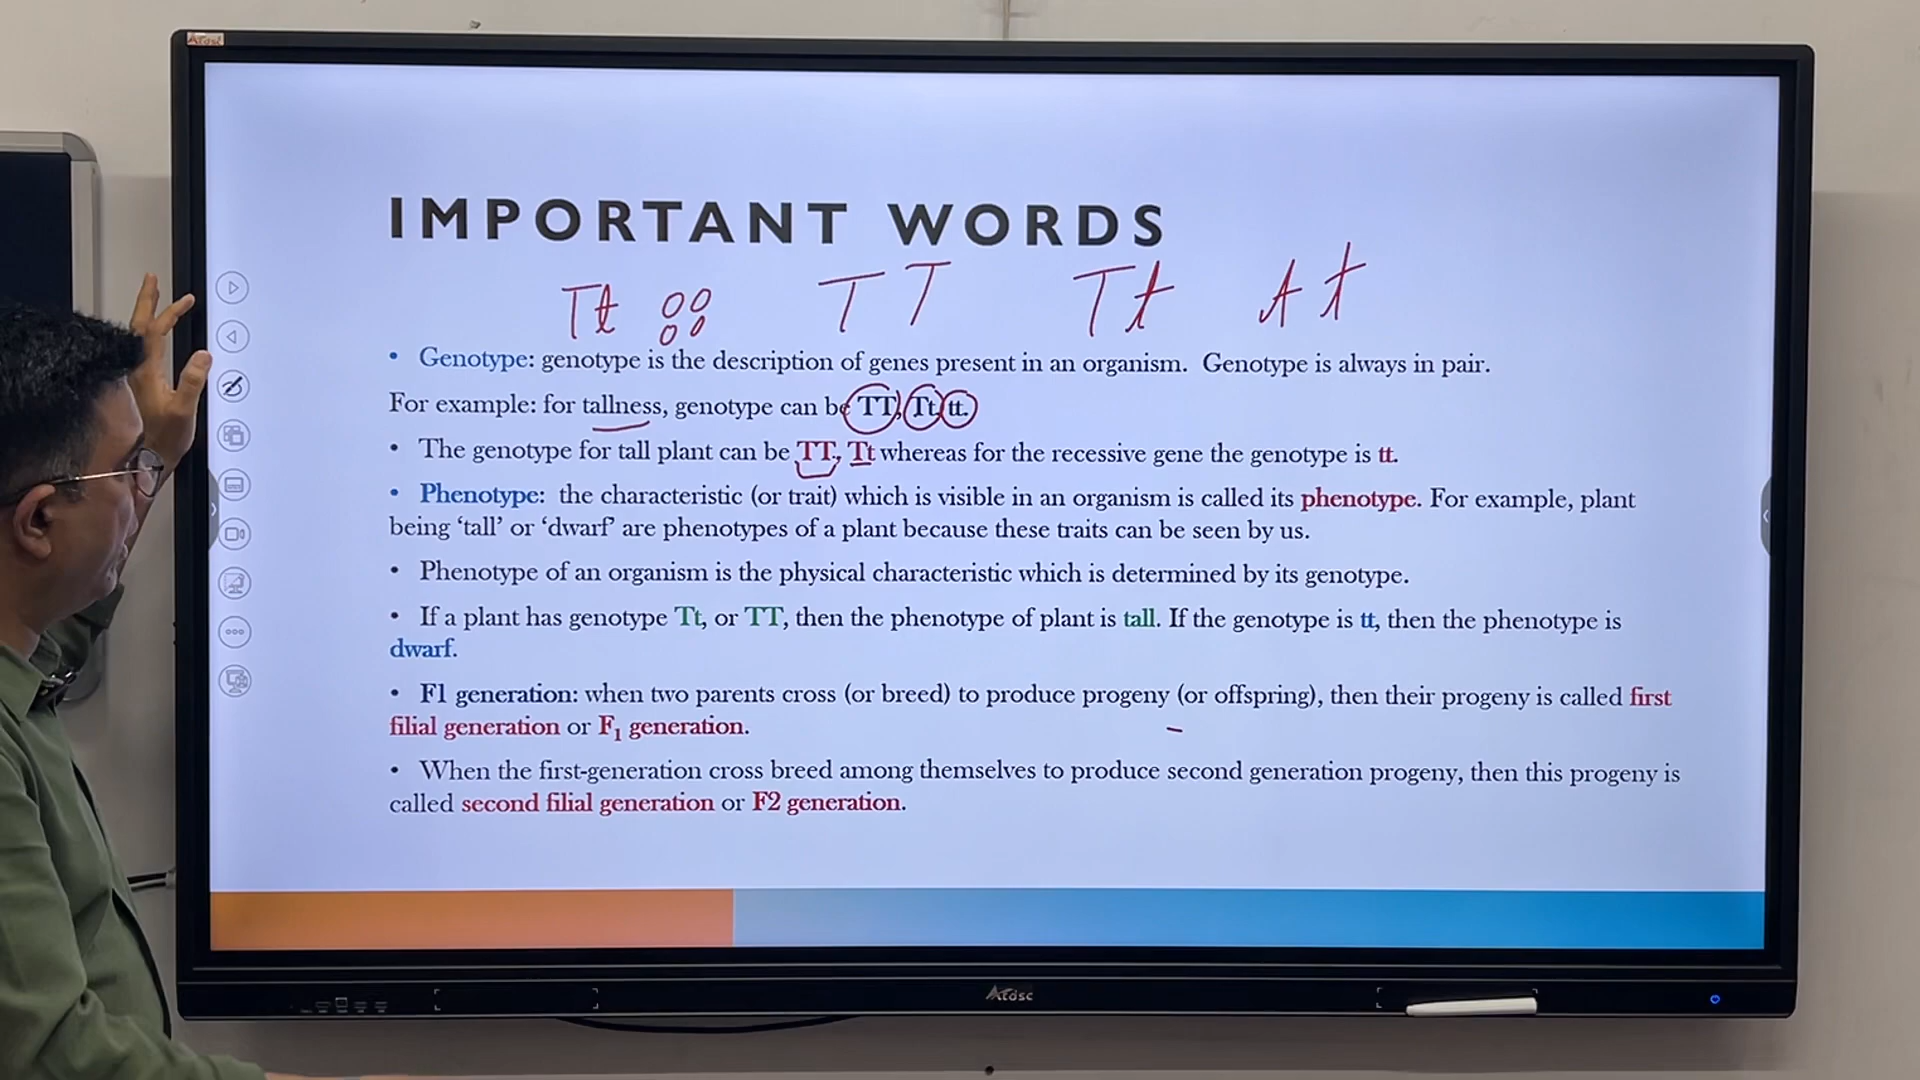 Atdsc
IMPORTANT WORDS
Tt TT Tt tt
• Genotype: genotype is the description of genes present in an organism. Genotype is always in pair.
For example: for tallness, genotype can be TT, Tt, tt.
• The genotype for tall plant can be TT., Tt whereas for the recessive gene the genotype is tt.
• Phenotype: the characteristic (or trait) which is visible in an organism is called its phenotype. For example, plant
being ‘tall’ or ‘dwarf’ are phenotypes of a plant because these traits can be seen by us.
• Phenotype of an organism is the physical characteristic which is determined by its genotype.
• If a plant has genotype Tt, or TT, then the phenotype of plant is tall. If the genotype is tt, then the phenotype is
dwarf.
• F1 generation: when two parents cross (or breed) to produce progeny (or offspring), then their progeny is called first
filial generation or F₁ generation.
• When the first-generation cross breed among themselves to produce second generation progeny, then this progeny is
called second filial generation or F2 generation.
Atdsc